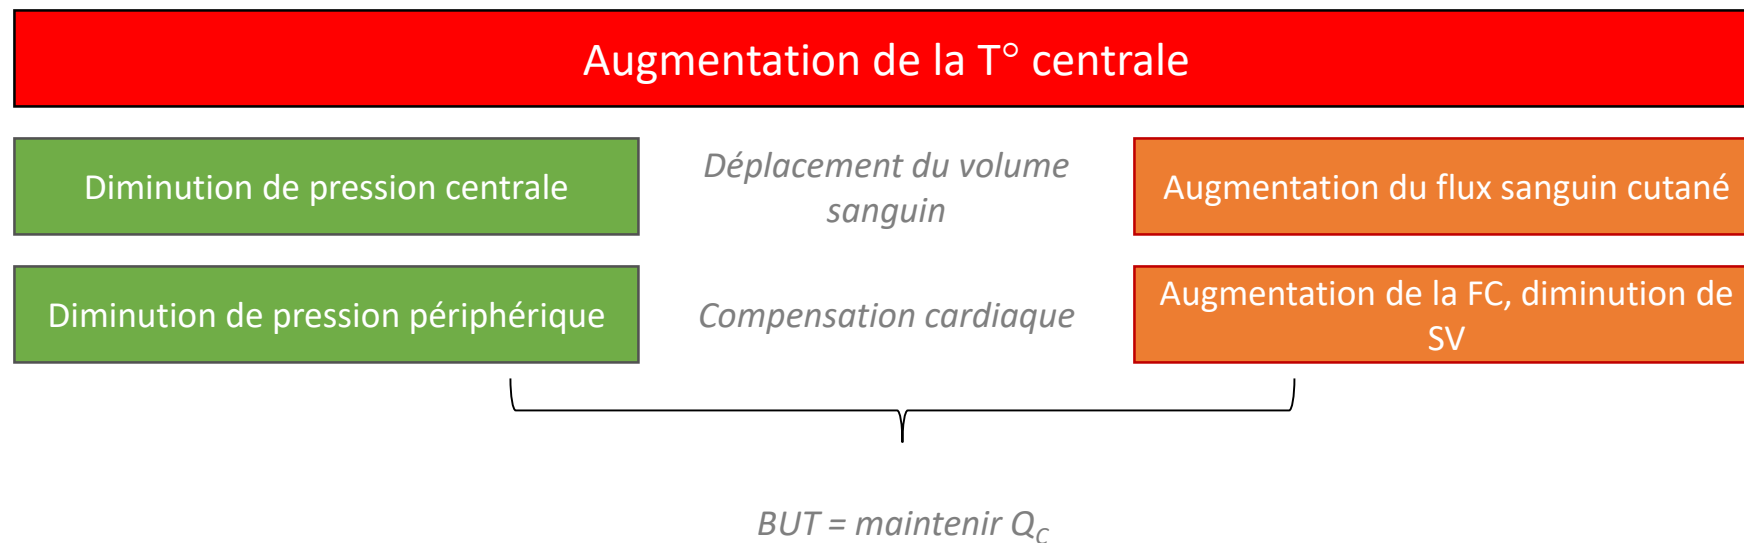 Augmentation de la T° centrale
Diminution de pression centrale
Déplacement du volume
sanguin
Augmentation du flux sanguin cutané
Diminution de pression périphérique
Compensation cardiaque
Augmentation de la FC, diminution de
SV
BUT = maintenir Q_C